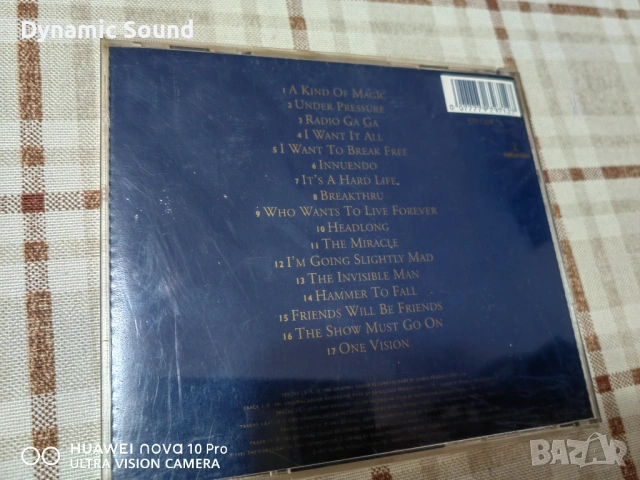 Dynamic Sound
1 A KIND OF MAGIC
2 UNDER PRESSURE
3 RADIO GA GA
4 I WANT IT ALL
5 I WANT TO BREAK FREE
6 INNUENDO
7 IT'S A HARD LIFE
8 BREAKTHRU
9 WHO WANTS TO LIVE FOREVER
10 HEADLONG
11 THE MIRACLE
12 I'M GOING SLIGHTLY MAD
13 THE INVISIBLE MAN
14 HAMMER TO FALL
15 FRIENDS WILL BE FRIENDS
16 THE SHOW MUST GO ON
17 ONE VISION
HUAWEI nova 10 Pro
ULTRA VISION CAMERA
BAZAR